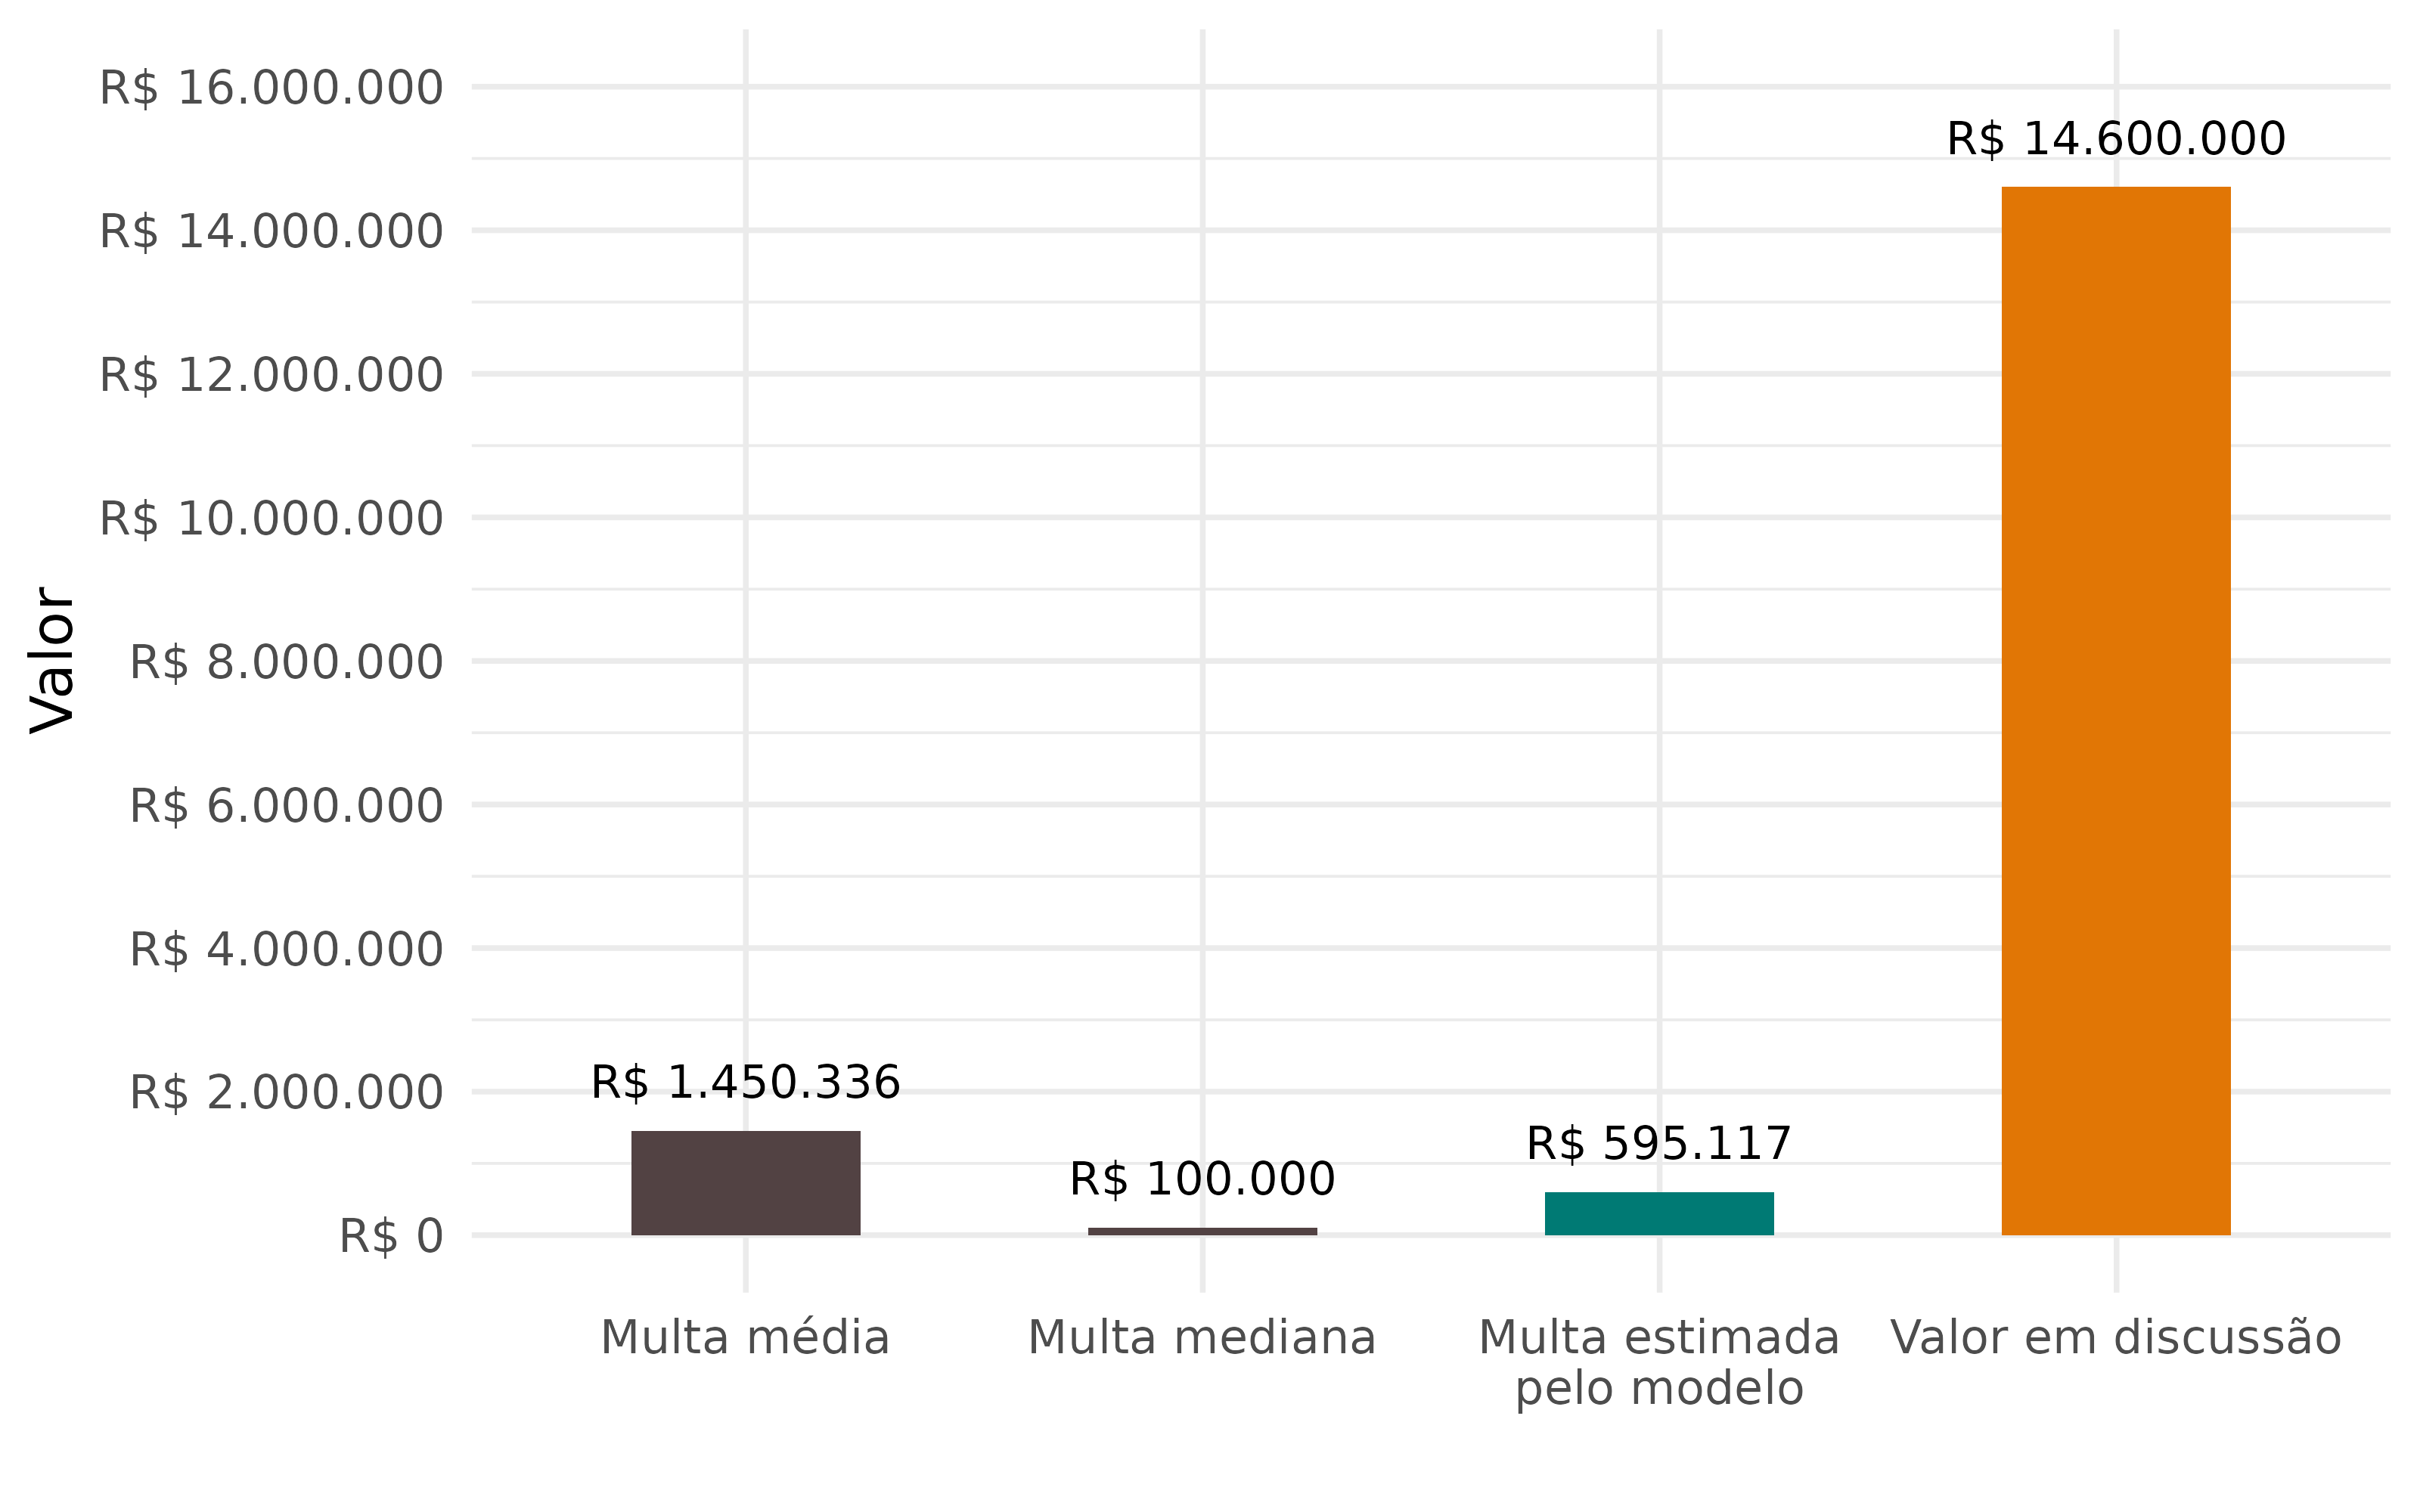 Valor
R$ 16.000.000
R$ 14.000.000
R$ 12.000.000
R$ 10.000.000
R$ 8.000.000
R$ 6.000.000
R$ 4.000.000
R$ 2.000.000
R$ 0
R$ 1.450.336
R$ 100.000
R$ 595.117
R$ 14.600.000
Multa média
Multa mediana
Multa estimada
pelo modelo
Valor em discussão